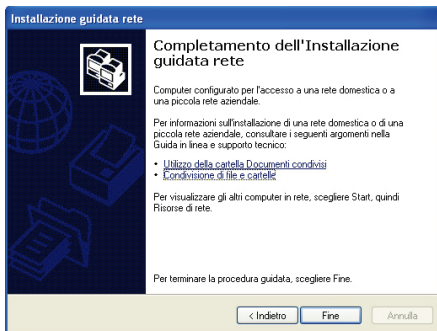 Installazione guidata rete
Completamento dell'Installazione
guidata rete
Computer configurato per l'accesso a una rete domestica o a
una piccola rete aziendale.
Per informazioni sull'installazione di una rete domestica o di una
piccola rete aziendale, consultare i seguenti argomenti nella
Guida in linea e supporto tecnico:
• Utilizzo della cartella Documenti condivisi
• Condivisione di file e cartelle
Per visualizzare gli altri computer in rete, scegliere Start, quindi
Risorse di rete.
Per terminare la procedura guidata, scegliere Fine.
< Indietro
Fine
Annulla